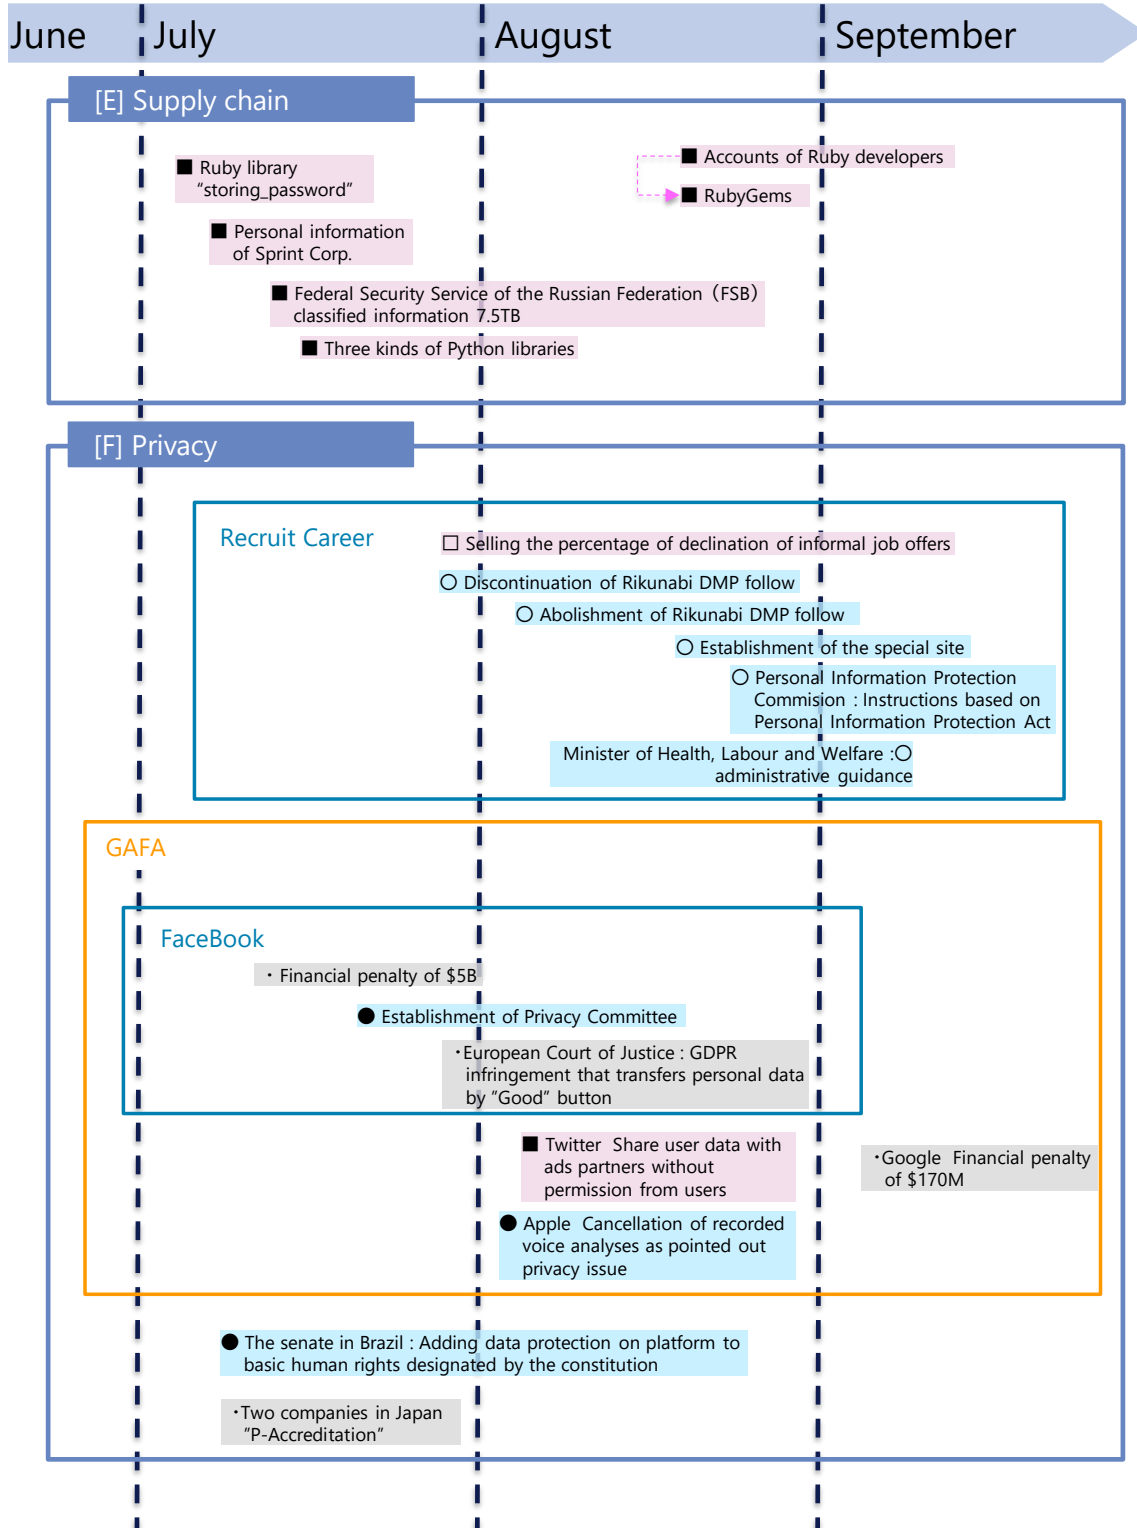 June July August September
[E] Supply chain
■ Ruby library
"storing_password"
■ Accounts of Ruby developers
■ RubyGems
■ Personal information
of Sprint Corp.
■ Federal Security Service of the Russian Federation（FSB）
classified information 7.5TB
■ Three kinds of Python libraries
[F] Privacy
Recruit Career
□ Selling the percentage of declination of informal job offers
○ Discontinuation of Rikunabi DMP follow
○ Abolishment of Rikunabi DMP follow
○ Establishment of the special site
○ Personal Information Protection
Commision : Instructions based on
Personal Information Protection Act
Minister of Health, Labour and Welfare :○
administrative guidance
GAFA
FaceBook
・Financial penalty of $5B
● Establishment of Privacy Committee
・European Court of Justice : GDPR
infringement that transfers personal data
by "Good" button
■ Twitter Share user data with
ads partners without
permission from users
・Google Financial penalty
of $170M
● Apple Cancellation of recorded
voice analyses as pointed out
privacy issue
● The senate in Brazil : Adding data protection on platform to
basic human rights designated by the constitution
・Two companies in Japan
"P-Accreditation"